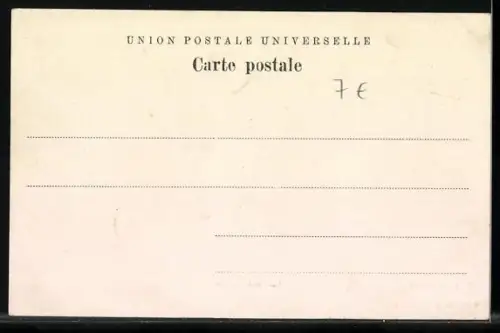 UNION POSTALE UNIVERSELLE
Carte postale
7 €